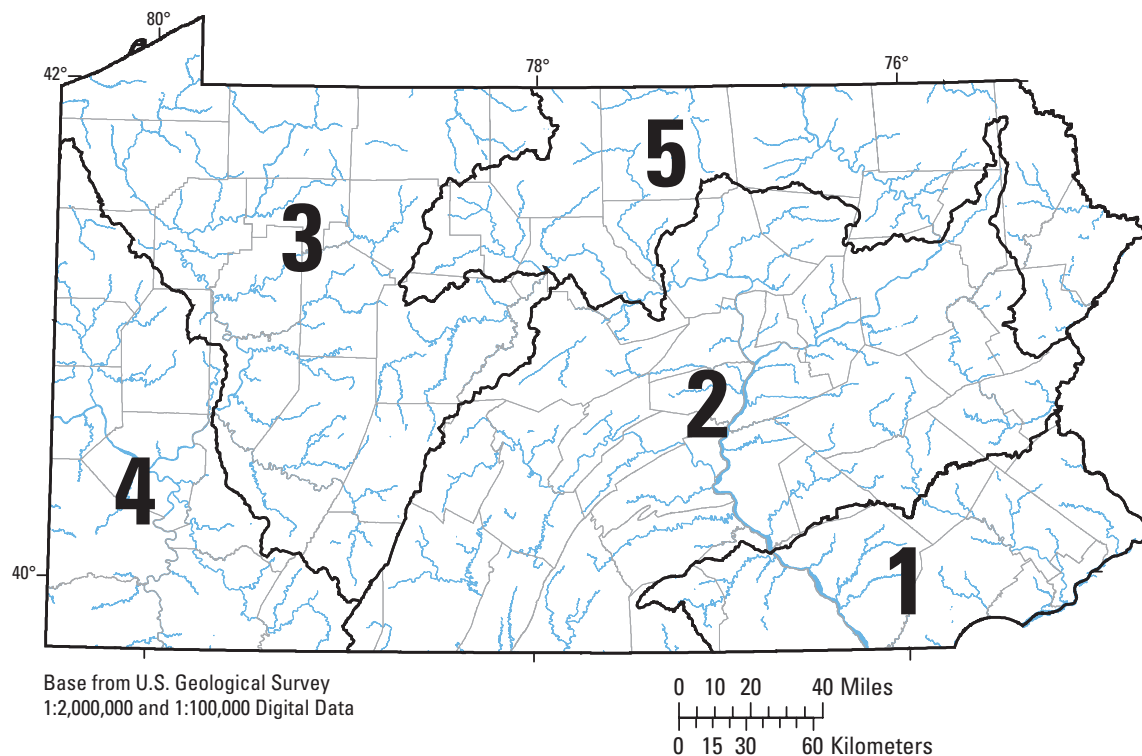 80°
42°
78°
76°
5
3
2
4
1
40°
Base from U.S. Geological Survey
1:2,000,000 and 1:100,000 Digital Data
0 10 20 40 Miles
0 15 30 60 Kilometers